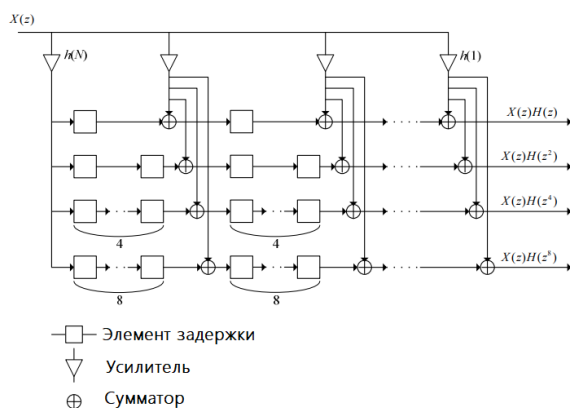 X(z)
h(N)
h(1)
X(z)H(z)
X(z)H(z²)
X(z)H(z⁴)
4
4
X(z)H(z⁸)
8
8
Элемент задержки
Усилитель
Сумматор